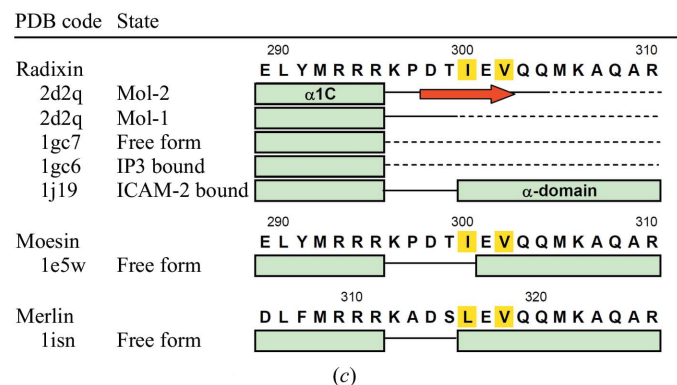 PDB code State
290 300 310
Radixin E L Y M R R R K P D T I E V Q Q M K A Q A R
2d2q Mol-2 α1C
2d2q Mol-1
1gc7 Free form
1gc6 IP3 bound
1j19 ICAM-2 bound α-domain
290 300 310
Moesin E L Y M R R R K P D T I E V Q Q M K A Q A R
1e5w Free form
310 320
Merlin D L F M R R R K A D S L E V Q Q M K A Q A R
1isn Free form
(c)